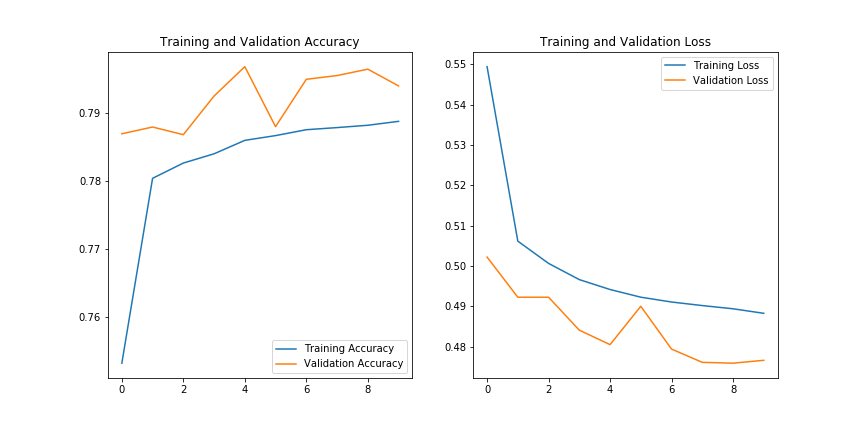 Training and Validation Accuracy
0.79
0.78
0.77
0.76
0 2 4 6 8
Training Accuracy
Validation Accuracy
Training and Validation Loss
0.55
0.54
0.53
0.52
0.51
0.50
0.49
0.48
0 2 4 6 8
Training Loss
Validation Loss